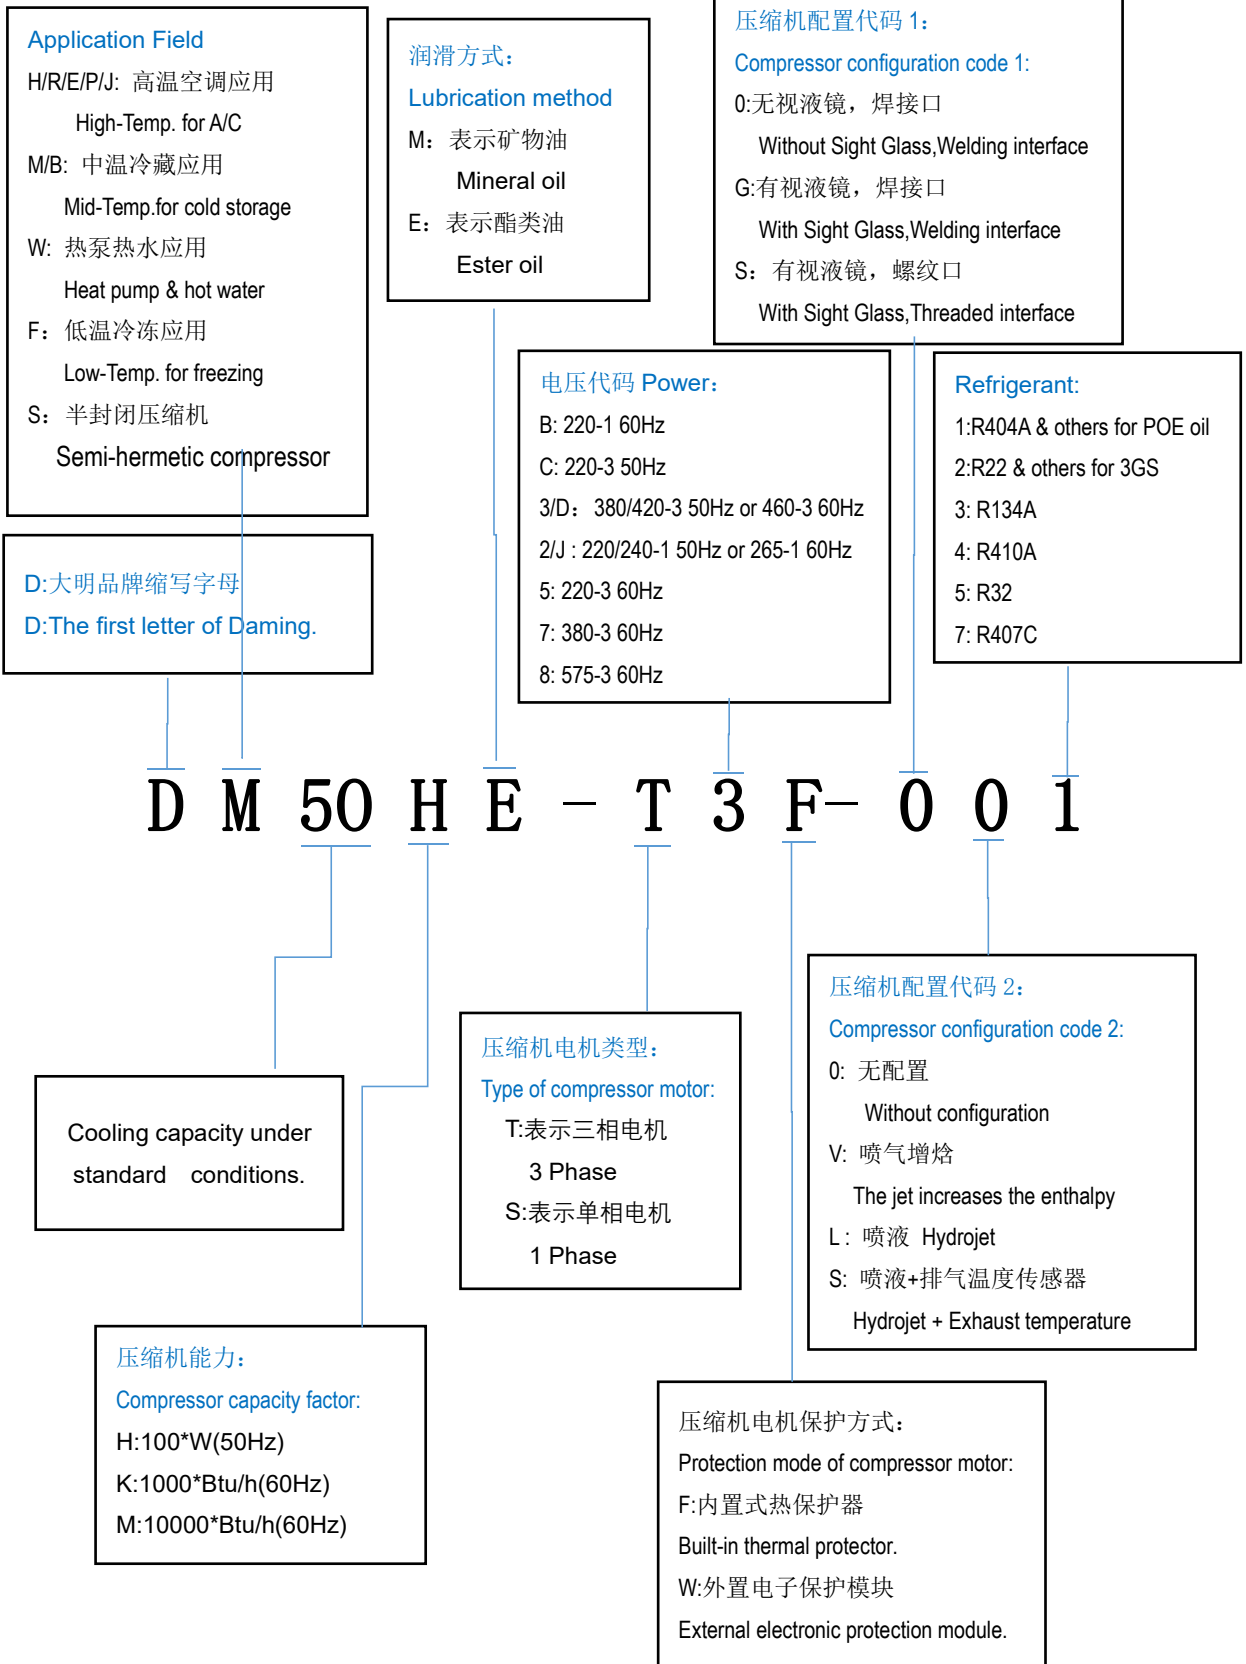 Application Field
H/R/E/P/J: 高温空调应用
High-Temp. for A/C
M/B: 中温冷藏应用
Mid-Temp.for cold storage
W: 热泵热水应用
Heat pump & hot water
F：低温冷冻应用
Low-Temp. for freezing
S：半封闭压缩机
Semi-hermetic compressor
润滑方式：
Lubrication method
M：表示矿物油
Mineral oil
E：表示酯类油
Ester oil
压缩机配置代码 1：
Compressor configuration code 1:
0:无视液镜，焊接口
Without Sight Glass,Welding interface
G:有视液镜，焊接口
With Sight Glass,Welding interface
S：有视液镜，螺纹口
With Sight Glass,Threaded interface
D:大明品牌缩写字母
D:The first letter of Daming.
电压代码 Power：
B: 220-1 60Hz
C: 220-3 50Hz
3/D： 380/420-3 50Hz or 460-3 60Hz
2/J : 220/240-1 50Hz or 265-1 60Hz
5: 220-3 60Hz
7: 380-3 60Hz
8: 575-3 60Hz
Refrigerant:
1:R404A & others for POE oil
2:R22 & others for 3GS
3: R134A
4: R410A
5: R32
7: R407C
D M 50 H E - T 3 F- 0 0 1
Cooling capacity under
standard conditions.
压缩机能力：
Compressor capacity factor:
H:100*W(50Hz)
K:1000*Btu/h(60Hz)
M:10000*Btu/h(60Hz)
压缩机电机类型：
Type of compressor motor:
T:表示三相电机
3 Phase
S:表示单相电机
1 Phase
压缩机配置代码 2：
Compressor configuration code 2:
0: 无配置
Without configuration
V: 喷气增焓
The jet increases the enthalpy
L : 喷液 Hydrojet
S: 喷液+排气温度传感器
Hydrojet + Exhaust temperature
压缩机电机保护方式：
Protection mode of compressor motor:
F:内置式热保护器
Built-in thermal protector.
W:外置电子保护模块
External electronic protection module.